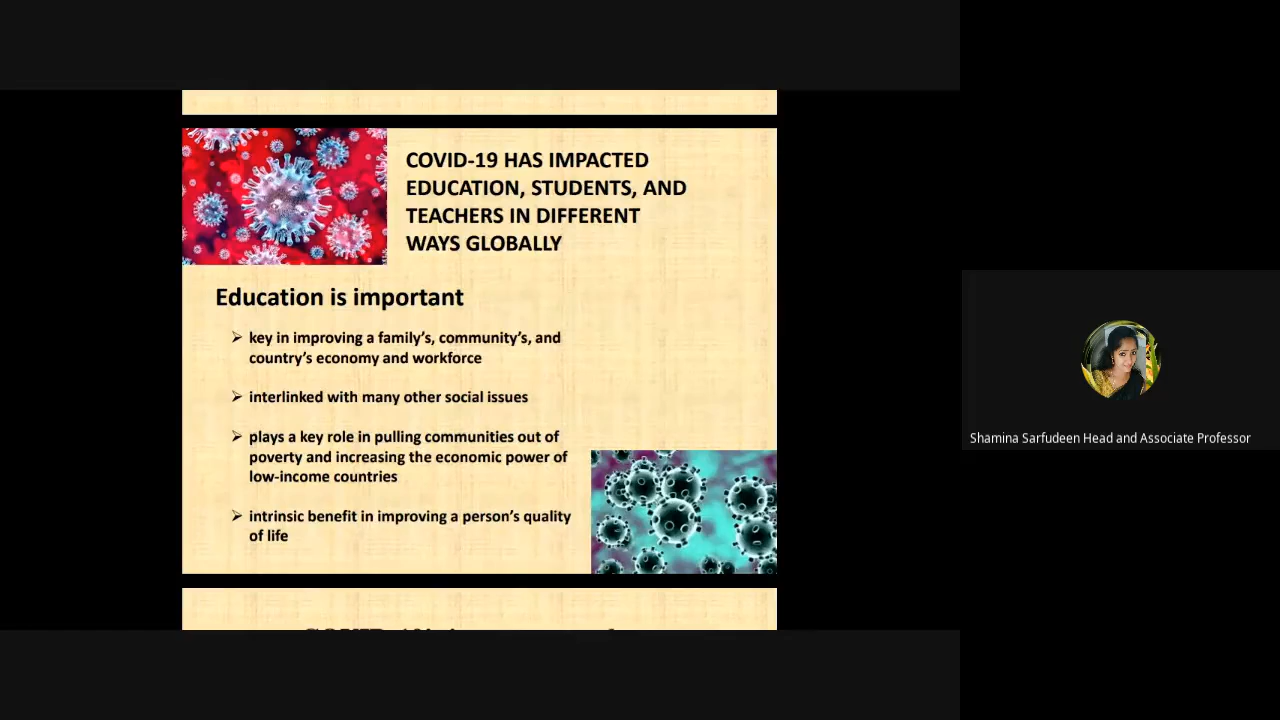 COVID-19 HAS IMPACTED
EDUCATION, STUDENTS, AND
TEACHERS IN DIFFERENT
WAYS GLOBALLY
Education is important
key in improving a family’s, community’s, and
country’s economy and workforce
interlinked with many other social issues
plays a key role in pulling communities out of
poverty and increasing the economic power of
low-income countries
intrinsic benefit in improving a person’s quality
of life
Shamina Sarfudeen Head and Associate Professor